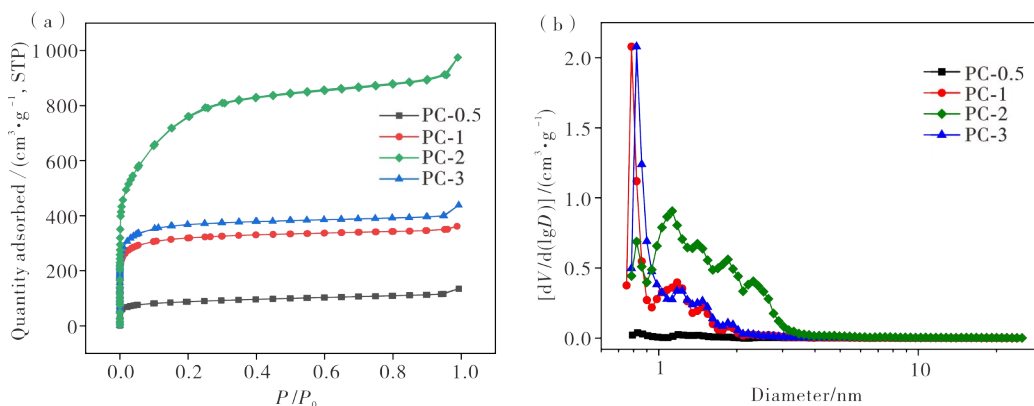 (a)
Quantity adsorbed/(cm³·g⁻¹, STP)
1 000
800
600
400
200
0
0.0 0.2 0.4 0.6 0.8 1.0
P/P₀
PC-0.5
PC-1
PC-2
PC-3
(b)
[dV/d(lgD)]/(cm³·g⁻¹)
2.0
1.5
1.0
0.5
0.0
1 10
Diameter/nm
PC-0.5
PC-1
PC-2
PC-3